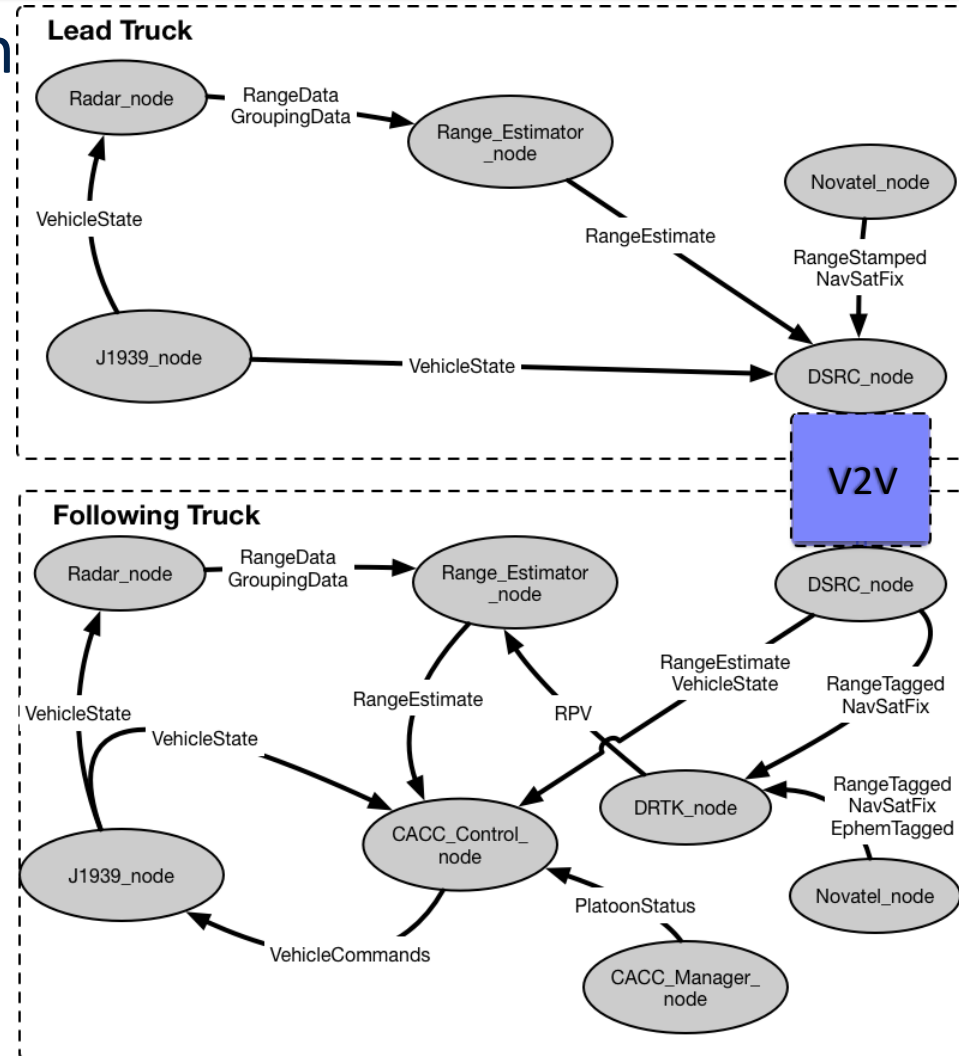 n
Lead Truck
Radar_node
RangeData
GroupingData
Range_Estimator
_node
Novatel_node
VehicleState
RangeEstimate
RangeStamped
NavSatFix
J1939_node
VehicleState
DSRC_node
V2V
Following Truck
Radar_node
RangeData
GroupingData
Range_Estimator
_node
DSRC_node
RangeEstimate
VehicleState
RangeTagged
NavSatFix
RangeEstimate
RPV
VehicleState
VehicleState
DRTK_node
RangeTagged
NavSatFix
EphemTagged
CACC_Control_
node
J1939_node
Novatel_node
PlatoonStatus
VehicleCommands
CACC_Manager_
node